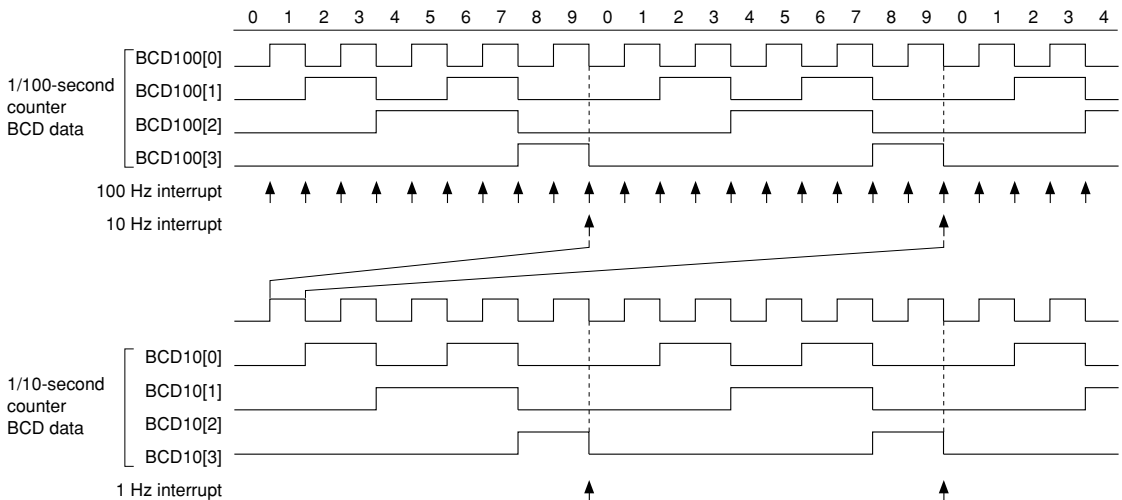 0 1 2 3 4 5 6 7 8 9 0 1 2 3 4 5 6 7 8 9 0 1 2 3 4
1/100-second
counter
BCD data
BCD100[0]
BCD100[1]
BCD100[2]
BCD100[3]
100 Hz interrupt
10 Hz interrupt
1/10-second
counter
BCD data
BCD10[0]
BCD10[1]
BCD10[2]
BCD10[3]
1 Hz interrupt